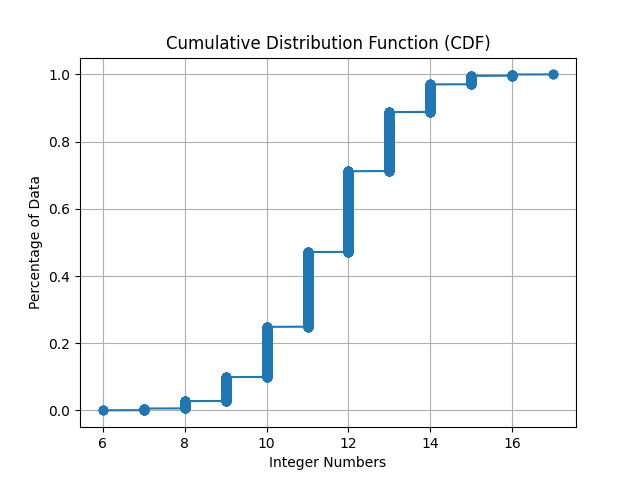 Cumulative Distribution Function (CDF)
1.0
0.8
0.6
0.4
0.2
0.0
Percentage of Data
6 8 10 12 14 16
Integer Numbers